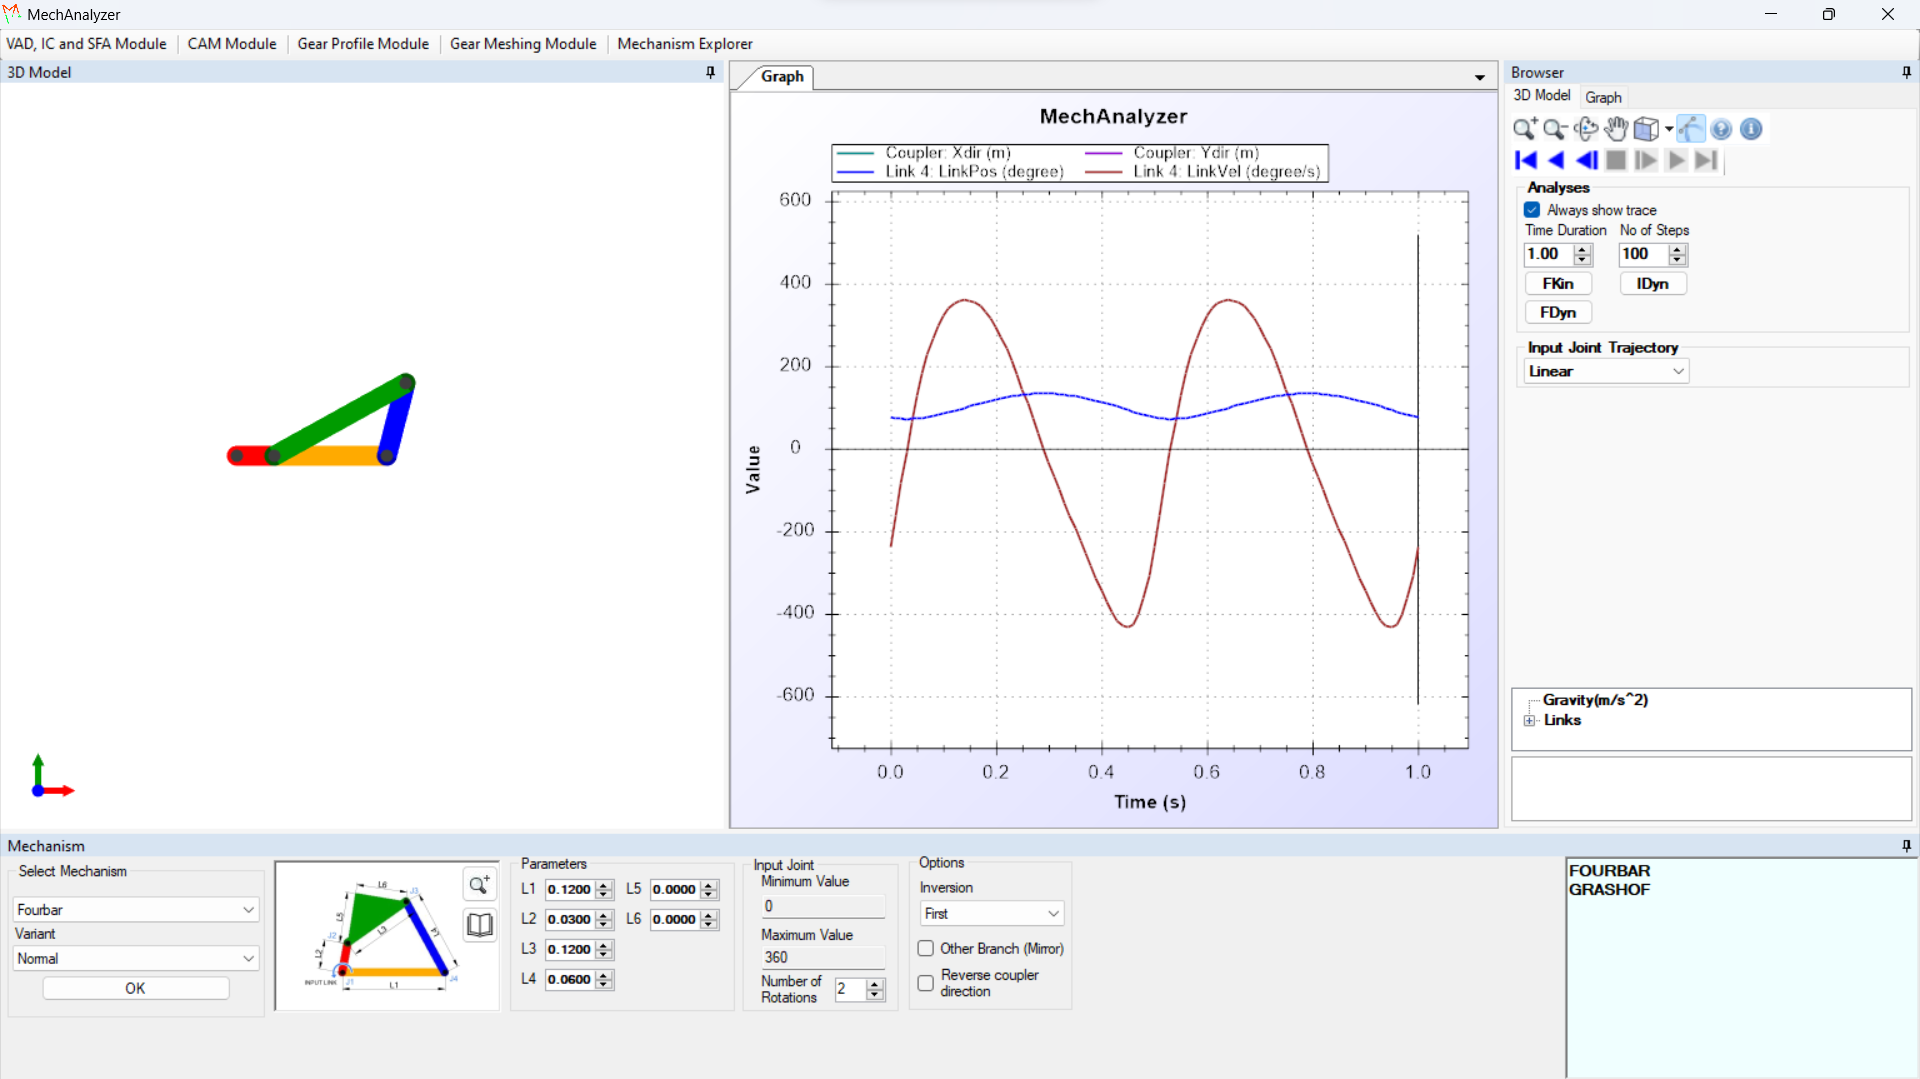 MechAnalyzer
VAD, IC and SFA Module CAM Module Gear Profile Module Gear Meshing Module Mechanism Explorer
3D Model
Graph
MechAnalyzer
Coupler: Xdir (m) Coupler: Ydir (m)
Link 4: LinkPos (degree) Link 4: LinkVel (degree/s)
600
400
200
0
-200
-400
-600
Value
0.0 0.2 0.4 0.6 0.8 1.0
Time (s)
Browser
3D Model Graph
Analyses
Always show trace
Time Duration No of Steps
1.00 100
FKin IDyn
FDyn
Input Joint Trajectory
Linear
Gravity(m/s^2)
Links
Mechanism
Select Mechanism
Fourbar
Variant
Normal
OK
L6
J3
L5
J2
L3
L4
L2
INPUT LINK J1
L1
J4
Parameters
L1 0.1200 L5 0.0000
L2 0.0300 L6 0.0000
L3 0.1200
L4 0.0600
Input Joint
Minimum Value
0
Maximum Value
360
Number of
Rotations 2
Options
Inversion
First
Other Branch (Mirror)
Reverse coupler
direction
FOURBAR
GRASHOF